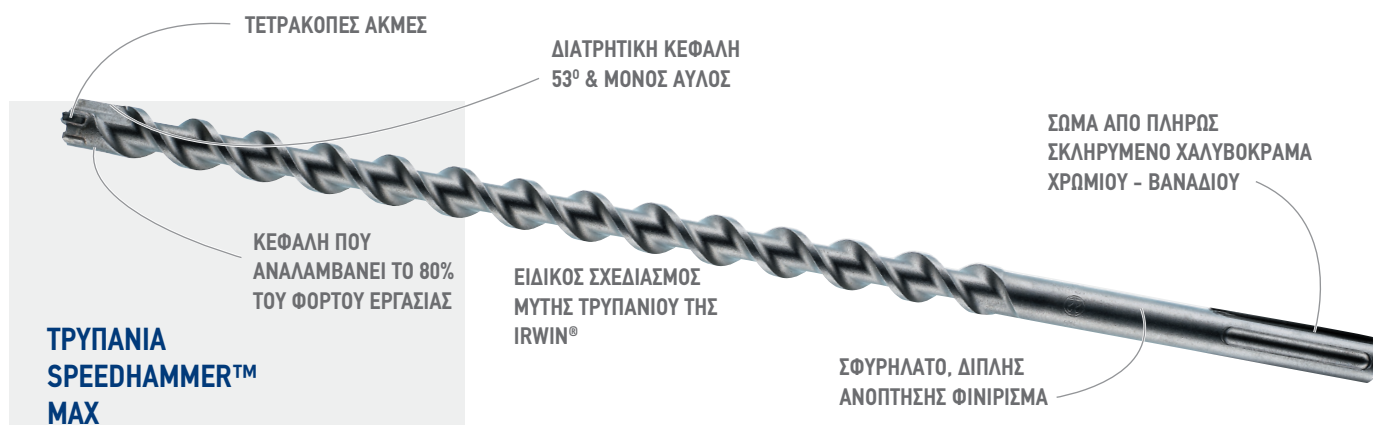 ΤΕΤΡΑΚΟΠΕΣ ΑΚΜΕΣ
ΔΙΑΤΡΗΤΙΚΗ ΚΕΦΑΛΗ
53º & ΜΟΝΟΣ ΑΥΛΟΣ
ΣΩΜΑ ΑΠΟ ΠΛΗΡΩΣ
ΣΚΛΗΡΥΜΕΝΟ ΧΑΛΥΒΟΚΡΑΜΑ
ΧΡΩΜΙΟΥ - ΒΑΝΑΔΙΟΥ
ΚΕΦΑΛΗ ΠΟΥ
ΑΝΑΛΑΜΒΑΝΕΙ ΤΟ 80%
ΤΟΥ ΦΟΡΤΟΥ ΕΡΓΑΣΙΑΣ
ΕΙΔΙΚΟΣ ΣΧΕΔΙΑΣΜΟΣ
ΜΥΤΗΣ ΤΡΥΠΑΝΙΟΥ ΤΗΣ
IRWIN®
ΣΦΥΡΗΛΑΤΟ, ΔΙΠΛΗΣ
ΑΝΟΠΤΗΣΗΣ ΦΙΝΙΡΙΣΜΑ
ΤΡΥΠΑΝΙΑ
SPEEDHAMMER™
MAX